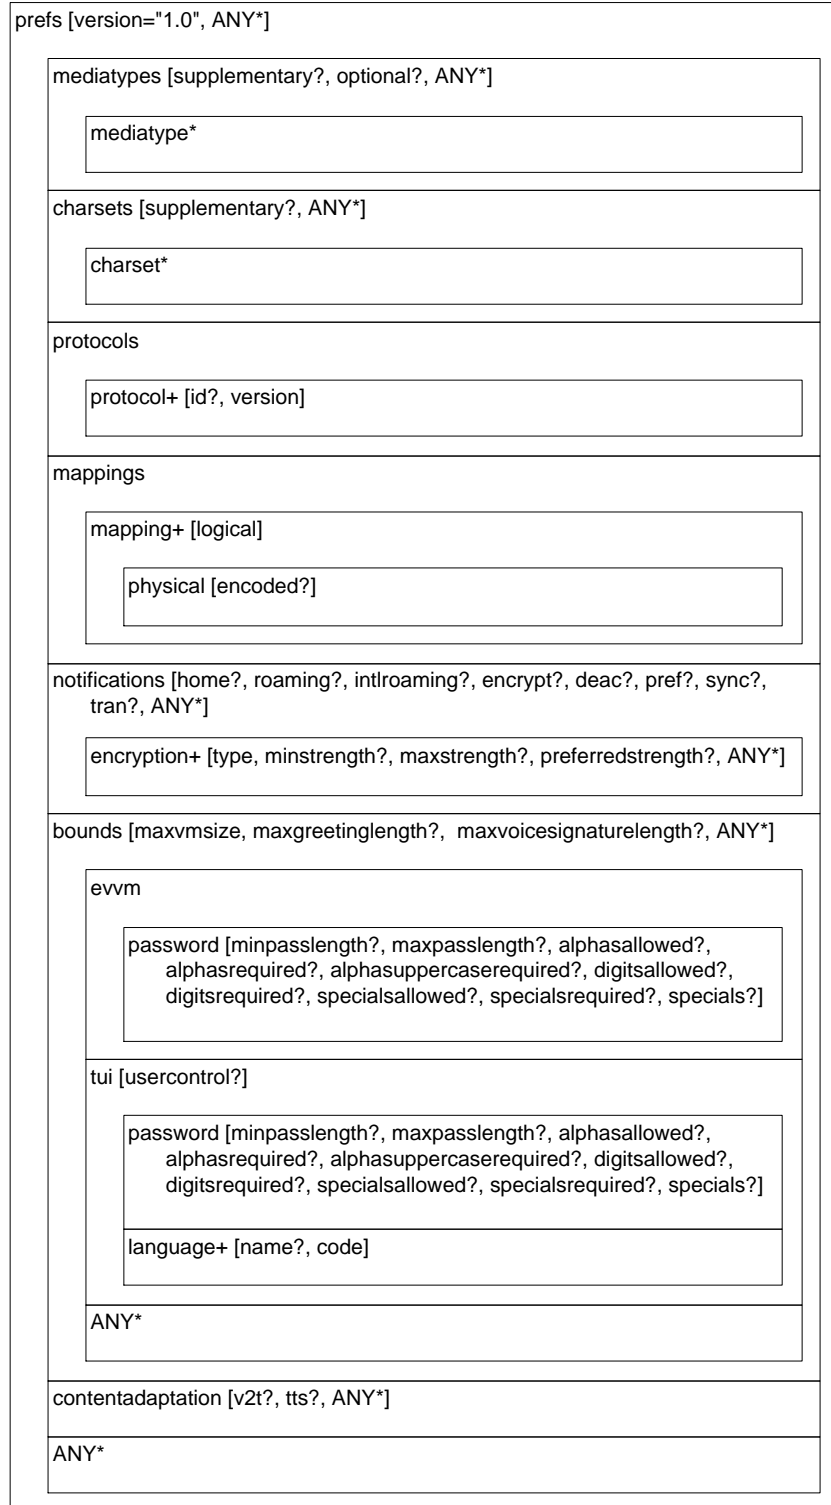 prefs [version="1.0", ANY*]
mediatypes [supplementary?, optional?, ANY*]
mediatype*
charsets [supplementary?, ANY*]
charset*
protocols
protocol+ [id?, version]
mappings
mapping+ [logical]
physical [encoded?]
notifications [home?, roaming?, intlroaming?, encrypt?, deac?, pref?, sync?,
tran?, ANY*]
encryption+ [type, minstrength?, maxstrength?, preferredstrength?, ANY*]
bounds [maxvmsize, maxgreetinglength?,  maxvoicesignaturelength?, ANY*]
evvm
password [minpasslength?, maxpasslength?, alphasallowed?,
alphasrequired?, alphasuppercaserequired?, digitsallowed?,
digitsrequired?, specialsallowed?, specialsrequired?, specials?]
tui [usercontrol?]
password [minpasslength?, maxpasslength?, alphasallowed?,
alphasrequired?, alphasuppercaserequired?, digitsallowed?,
digitsrequired?, specialsallowed?, specialsrequired?, specials?]
language+ [name?, code]
ANY*
contentadaptation [v2t?, tts?, ANY*]
ANY*